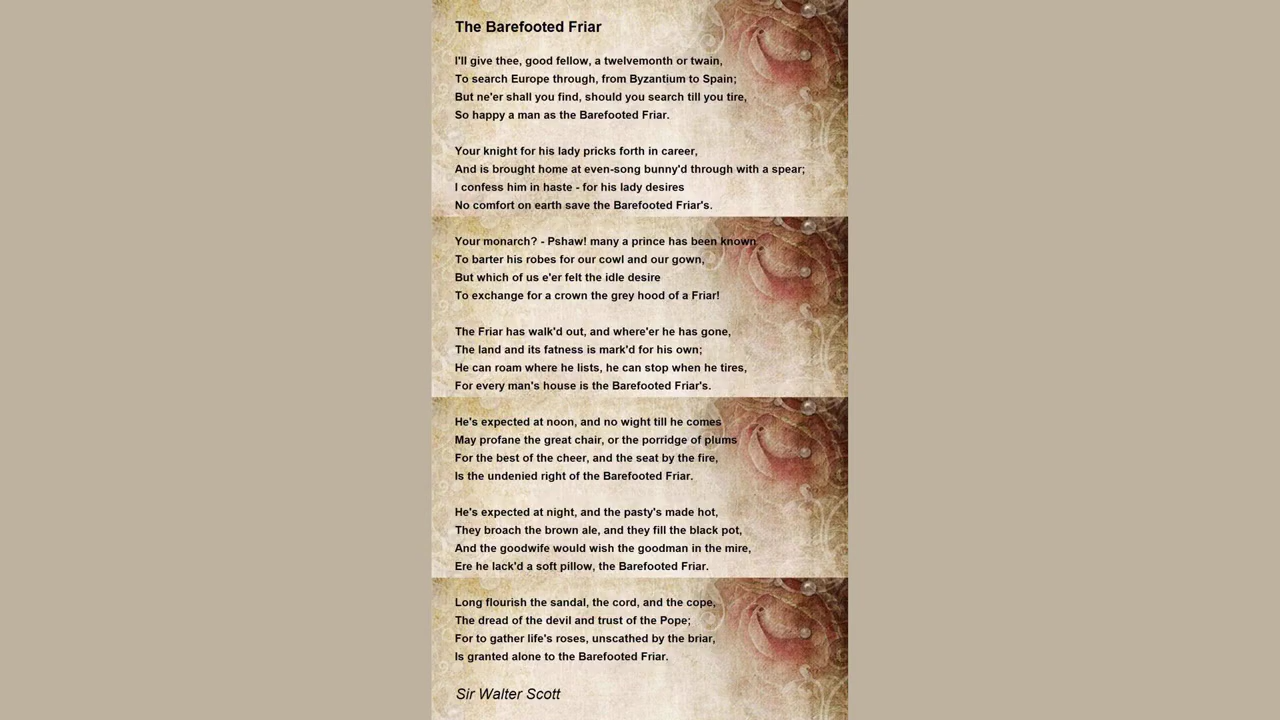 The Barefooted Friar
I'll give thee, good fellow, a twelvemonth or twain,
To search Europe through, from Byzantium to Spain;
But ne'er shall you find, should you search till you tire,
So happy a man as the Barefooted Friar.
Your knight for his lady pricks forth in career,
And is brought home at even-song bunny'd through with a spear;
I confess him in haste - for his lady desires
No comfort on earth save the Barefooted Friar's.
Your monarch? - Pshaw! many a prince has been known
To barter his robes for our cowl and our gown,
But which of us e'er felt the idle desire
To exchange for a crown the grey hood of a Friar!
The Friar has walk'd out, and where'er he has gone,
The land and its fatness is mark'd for his own;
He can roam where he lists, he can stop when he tires,
For every man's house is the Barefooted Friar's.
He's expected at noon, and no wight till he comes
May profane the great chair, or the porridge of plums
For the best of the cheer, and the seat by the fire,
Is the undenied right of the Barefooted Friar.
He's expected at night, and the pasty's made hot,
They broach the brown ale, and they fill the black pot,
And the goodwife would wish the goodman in the mire,
Ere he lack'd a soft pillow, the Barefooted Friar.
Long flourish the sandal, the cord, and the cope,
The dread of the devil and trust of the Pope;
For to gather life's roses, unscathed by the briar,
Is granted alone to the Barefooted Friar.
Sir Walter Scott